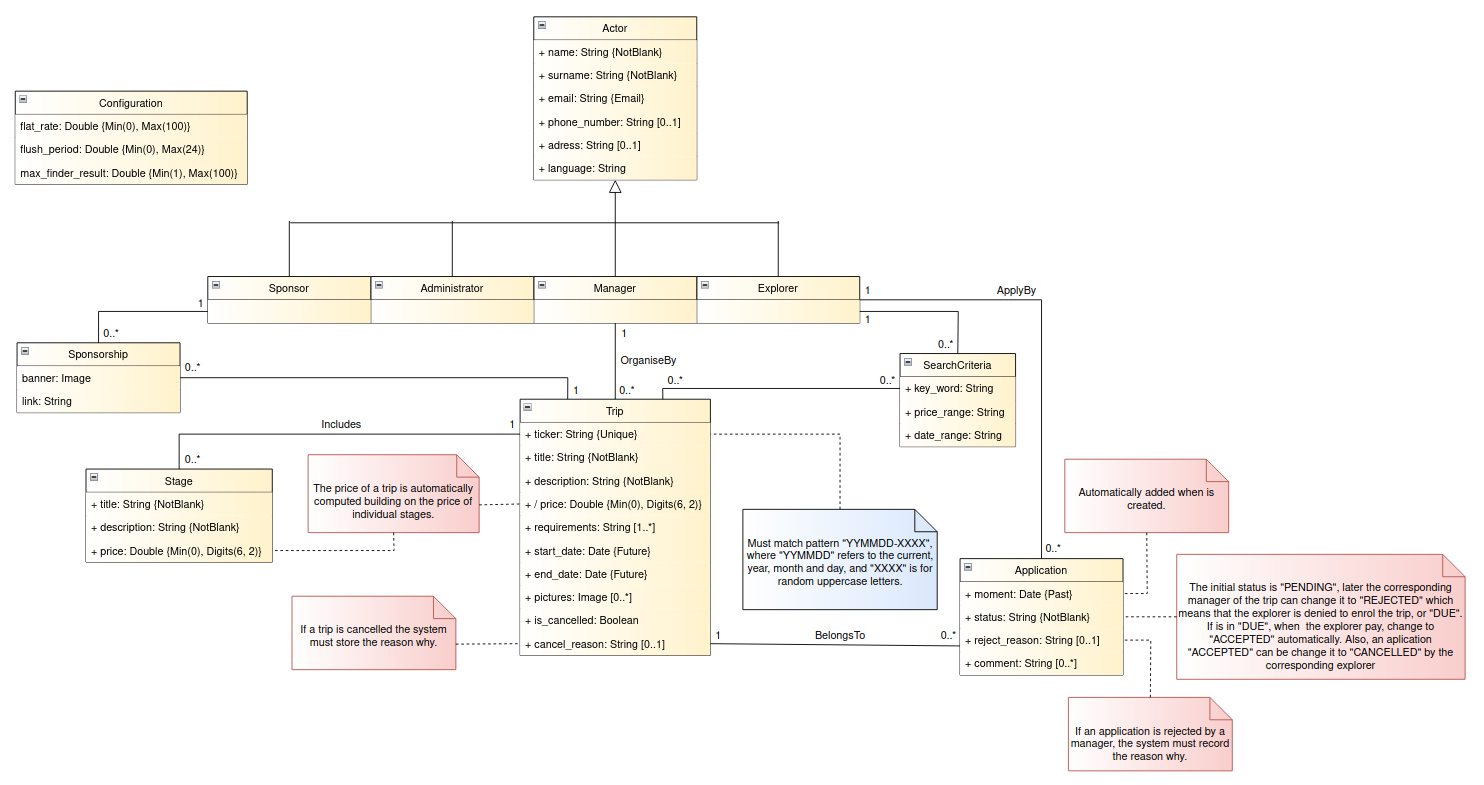 Actor
+ name: String {NotBlank}
+ surname: String {NotBlank}
+ email: String {Email}
+ phone_number: String [0..1]
+ adress: String [0..1]
+ language: String
Configuration
flat_rate: Double {Min(0), Max(100)}
flush_period: Double {Min(0), Max(24)}
max_finder_result: Double {Min(1), Max(100)}
Sponsor
Administrator
Manager
Explorer
1
0..*
1
ApplyBy
1
0..*
1
OrganiseBy
0..*
Sponsorship
banner: Image
link: String
0..*
1
0..*
0..*
SearchCriteria
+ key_word: String
+ price_range: String
+ date_range: String
Trip
+ ticker: String {Unique}
+ title: String {NotBlank}
+ description: String {NotBlank}
+ / price: Double {Min(0), Digits(6, 2)}
+ requirements: String [1..*]
+ start_date: Date {Future}
+ end_date: Date {Future}
+ pictures: Image [0..*]
+ is_cancelled: Boolean
+ cancel_reason: String [0..1]
Includes
1
0..*
Stage
+ title: String {NotBlank}
+ description: String {NotBlank}
+ price: Double {Min(0), Digits(6, 2)}
The price of a trip is automatically
computed building on the price of
individual stages.
If a trip is cancelled the system
must store the reason why.
Must match pattern "YYMMDD-XXXX",
where "YYMMDD" refers to the current,
year, month and day, and "XXXX" is for
random uppercase letters.
1
BelongsTo
0..*
0..*
Application
+ moment: Date {Past}
+ status: String {NotBlank}
+ reject_reason: String [0..1]
+ comment: String [0..*]
Automatically added when is
created.
The initial status is "PENDING", later the corresponding
manager of the trip can change it to "REJECTED" which
means that the explorer is denied to enrol the trip, or "DUE".
If is in "DUE", when the explorer pay, change to
"ACCEPTED" automatically. Also, an aplication
"ACCEPTED" can be change it to "CANCELLED" by the
corresponding explorer
If an application is rejected by a
manager, the system must record
the reason why.